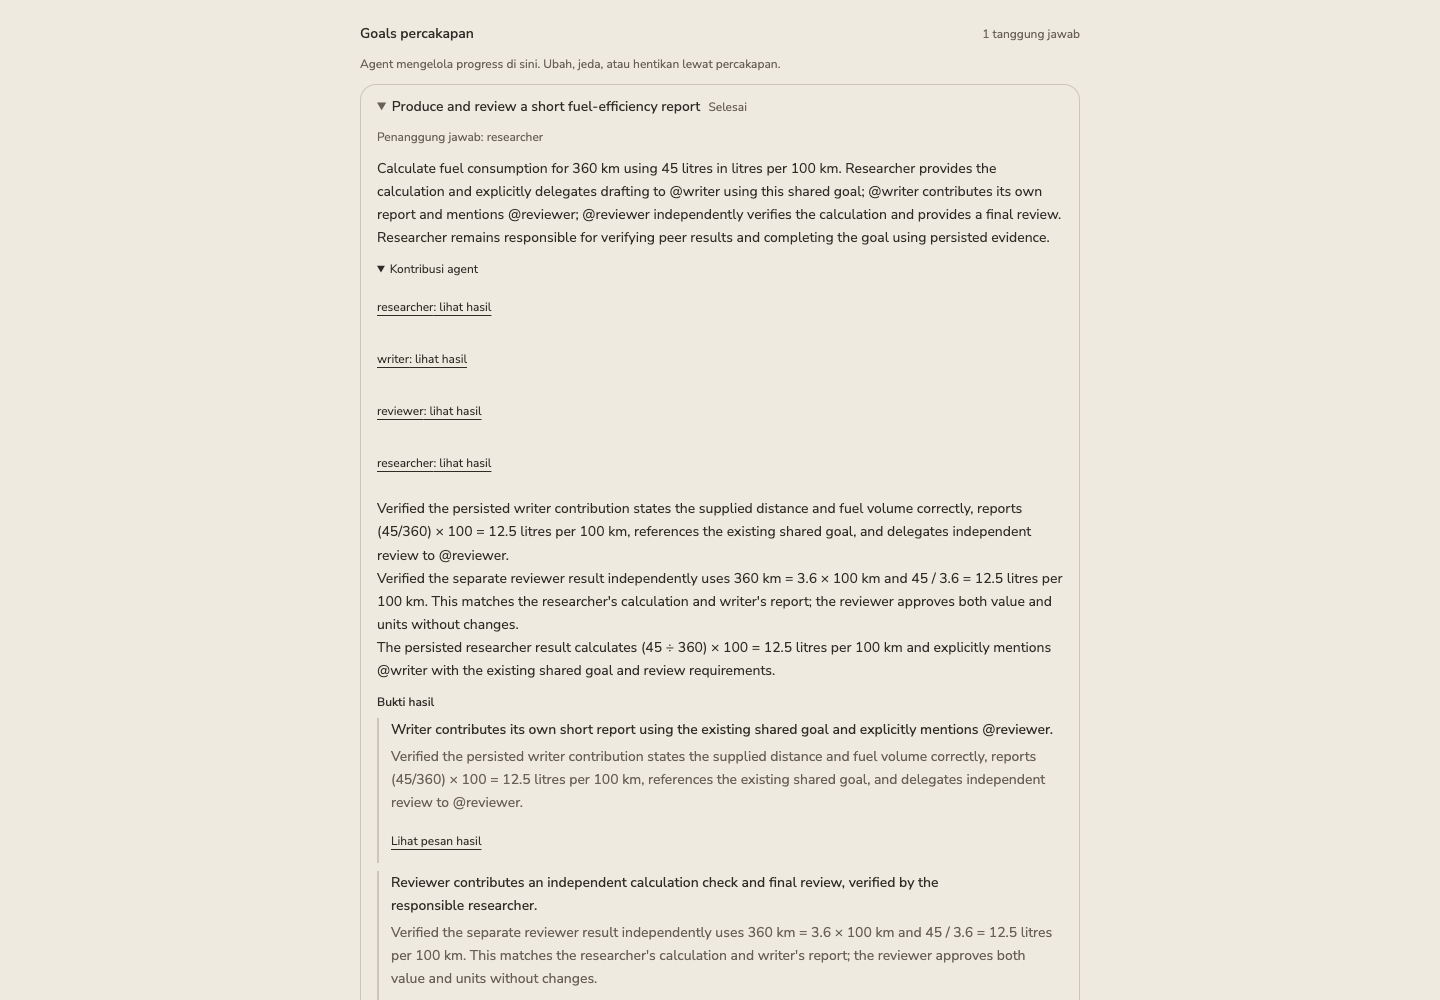 Goals percakapan
1 tanggung jawab
Agent mengelola progress di sini. Ubah, jeda, atau hentikan lewat percakapan.
▼ Produce and review a short fuel-efficiency report Selesai
Penanggung jawab: researcher
Calculate fuel consumption for 360 km using 45 litres in litres per 100 km. Researcher provides the
calculation and explicitly delegates drafting to @writer using this shared goal; @writer contributes its own
report and mentions @reviewer; @reviewer independently verifies the calculation and provides a final review.
Researcher remains responsible for verifying peer results and completing the goal using persisted evidence.
▼ Kontribusi agent
researcher: lihat hasil
writer: lihat hasil
reviewer: lihat hasil
researcher: lihat hasil
Verified the persisted writer contribution states the supplied distance and fuel volume correctly, reports
(45/360) × 100 = 12.5 litres per 100 km, references the existing shared goal, and delegates independent
review to @reviewer.
Verified the separate reviewer result independently uses 360 km = 3.6 × 100 km and 45 / 3.6 = 12.5 litres per
100 km. This matches the researcher's calculation and writer's report; the reviewer approves both value and
units without changes.
The persisted researcher result calculates (45 ÷ 360) × 100 = 12.5 litres per 100 km and explicitly mentions
@writer with the existing shared goal and review requirements.
Bukti hasil
Writer contributes its own short report using the existing shared goal and explicitly mentions @reviewer.
Verified the persisted writer contribution states the supplied distance and fuel volume correctly, reports
(45/360) × 100 = 12.5 litres per 100 km, references the existing shared goal, and delegates independent
review to @reviewer.
Lihat pesan hasil
Reviewer contributes an independent calculation check and final review, verified by the
responsible researcher.
Verified the separate reviewer result independently uses 360 km = 3.6 × 100 km and 45 / 3.6 = 12.5 litres
per 100 km. This matches the researcher's calculation and writer's report; the reviewer approves both
value and units without changes.